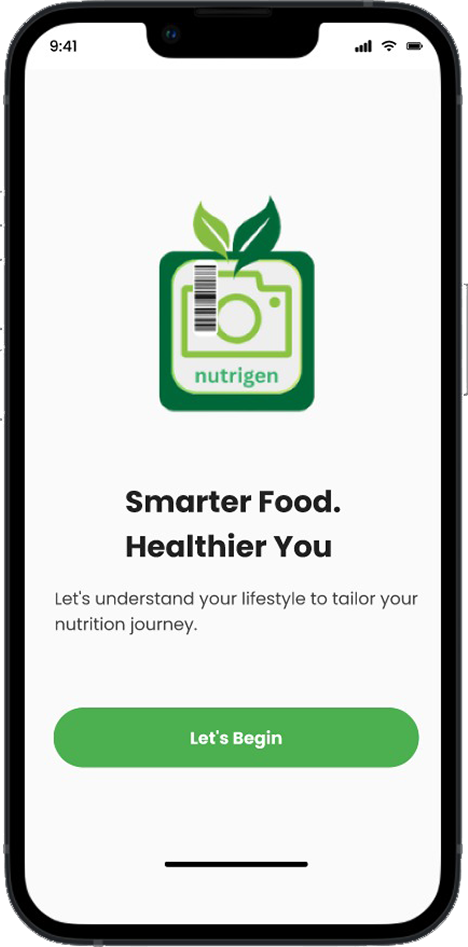 9:41
nutrigen
Smarter Food.
Healthier You
Let's understand your lifestyle to tailor your
nutrition journey.
Let's Begin